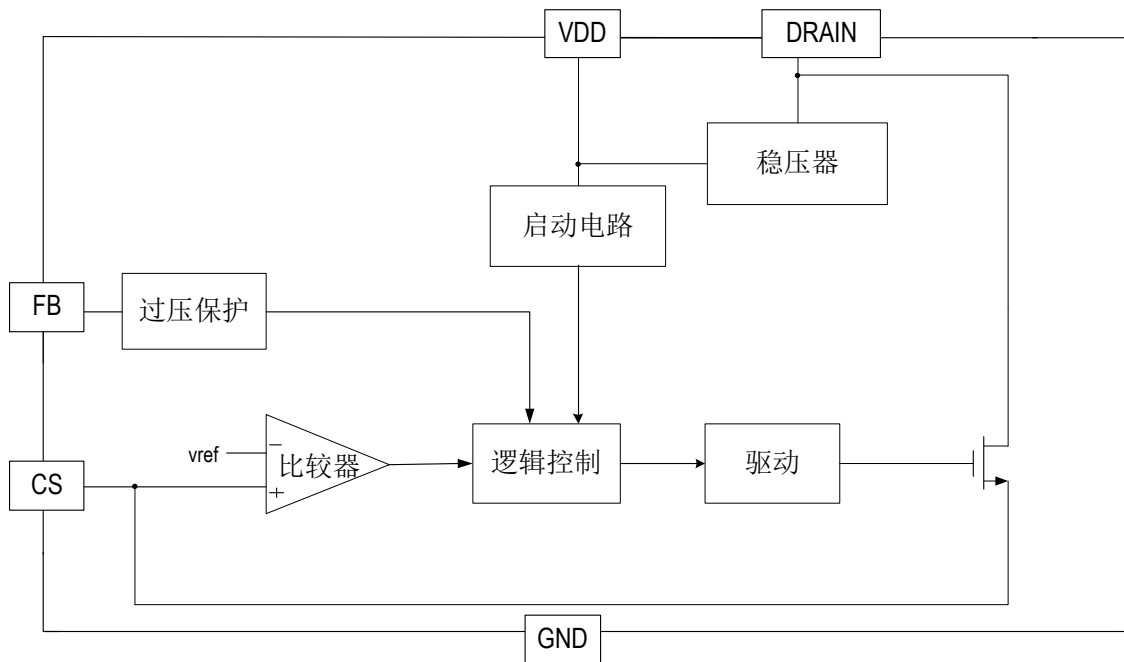 VDD
DRAIN
稳压器
启动电路
FB
过压保护
vref
比较器
逻辑控制
驱动
CS
GND